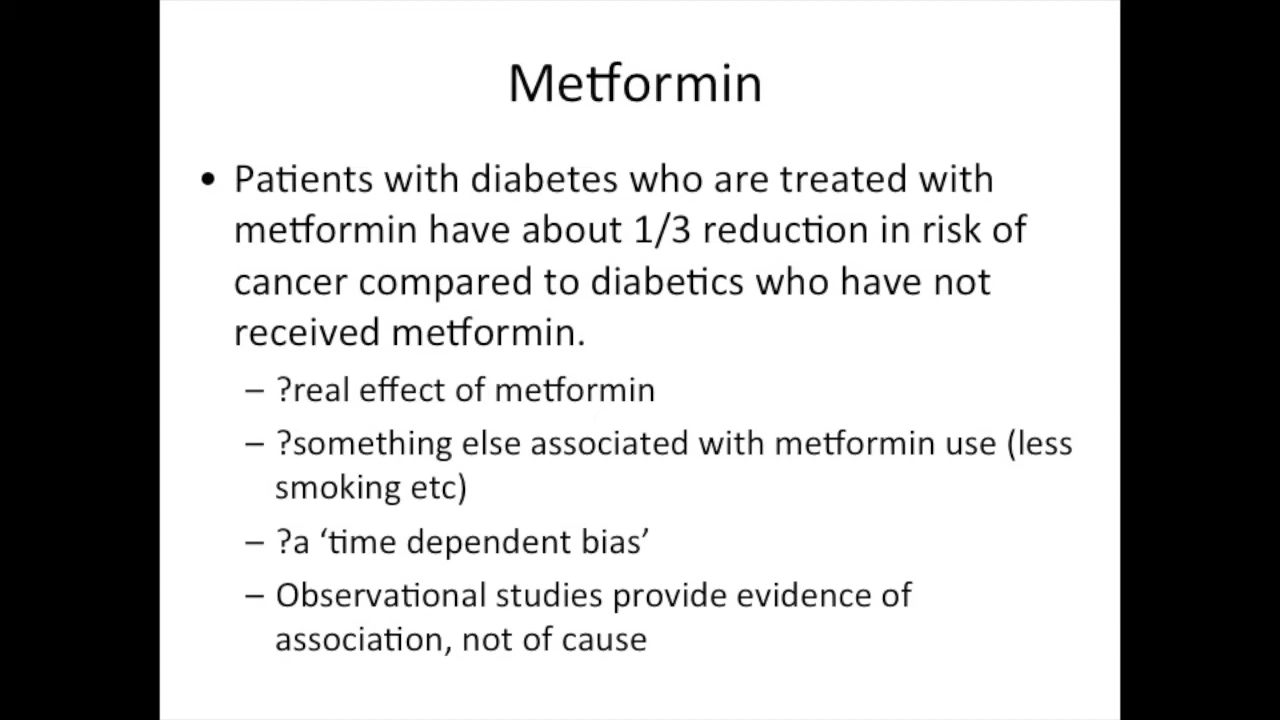 Metformin
• Patients with diabetes who are treated with
metformin have about 1/3 reduction in risk of
cancer compared to diabetics who have not
received metformin.
– ?real effect of metformin
– ?something else associated with metformin use (less
smoking etc)
– ?a ‘time dependent bias’
– Observational studies provide evidence of
association, not of cause